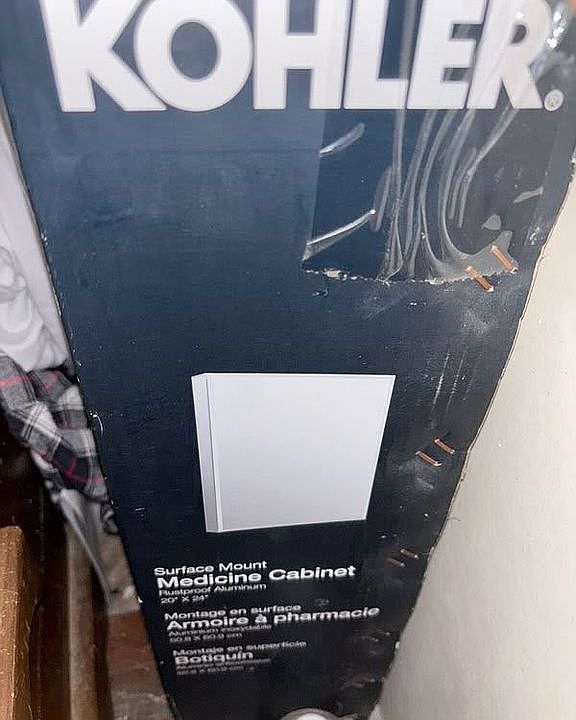 KOHLER®
Surface Mount
Medicine Cabinet
Rustproof Aluminum
20" X 24"
Montage en surface
Armoire à pharmacie
Aluminium inoxydable
50.8 X 60.9 cm
Montaje en superficie
Botiquín